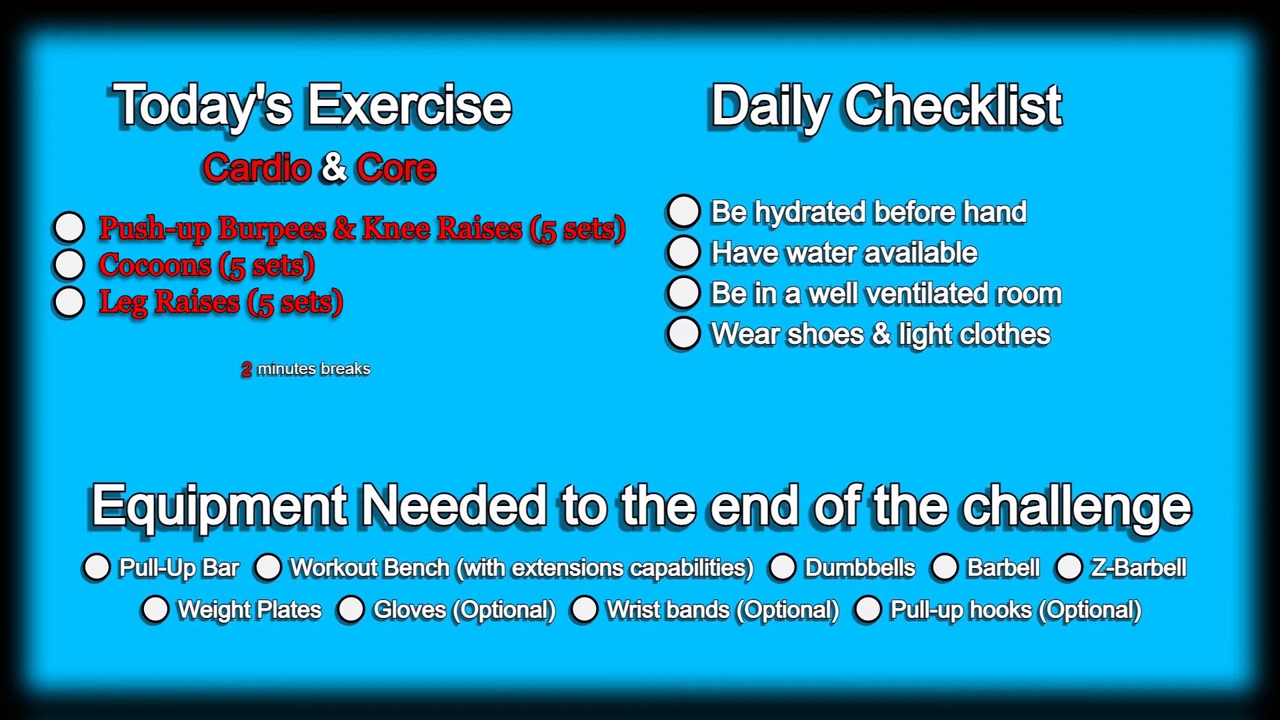 Today's Exercise
Cardio & Core
Push-up Burpees & Knee Raises (5 sets)
Cocoons (5 sets)
Leg Raises (5 sets)
2 minutes breaks
Daily Checklist
Be hydrated before hand
Have water available
Be in a well ventilated room
Wear shoes & light clothes
Equipment Needed to the end of the challenge
Pull-Up Bar Workout Bench (with extensions capabilities) Dumbbells Barbell Z-Barbell
Weight Plates Gloves (Optional) Wrist bands (Optional) Pull-up hooks (Optional)